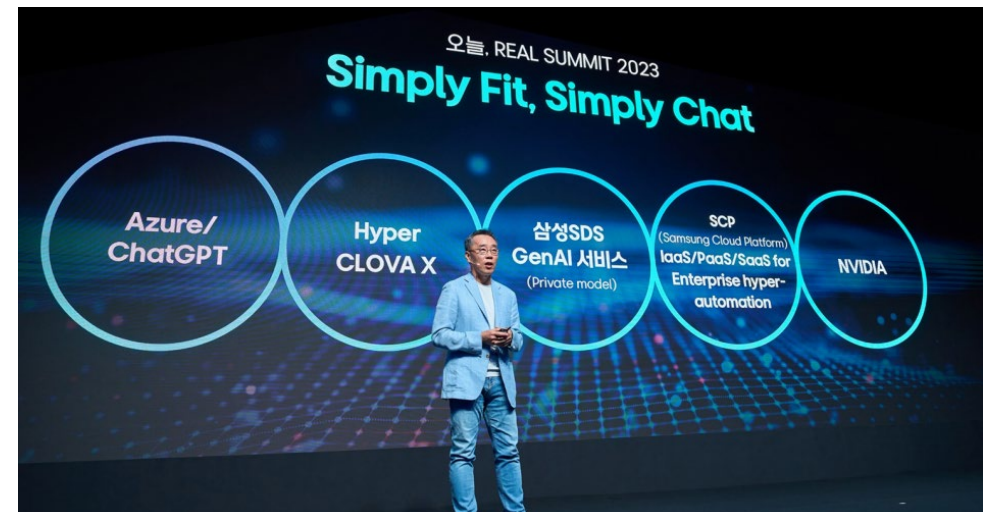 오늘, REAL SUMMIT 2023
Simply Fit, Simply Chat
Azure/
ChatGPT
Hyper
CLOVA X
삼성SDS
GenAI 서비스
(Private model)
SCP
(Samsung Cloud Platform)
IaaS/PaaS/SaaS for
Enterprise hyper-
automation
NVIDIA